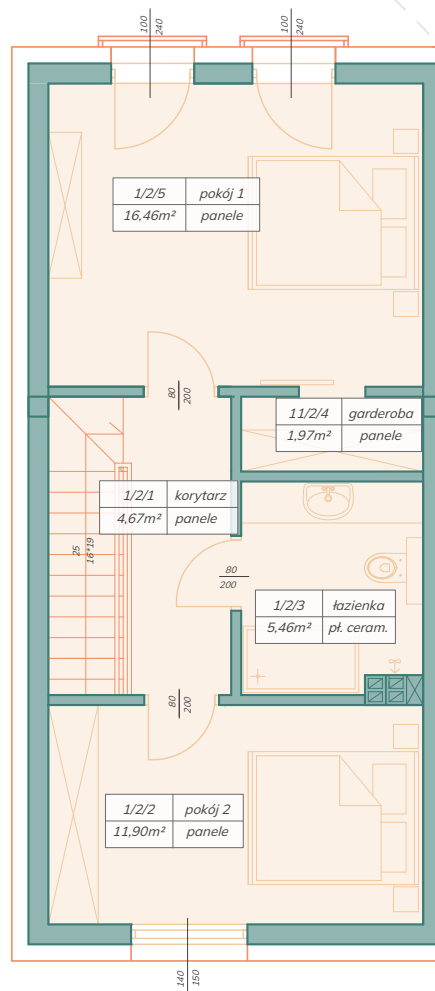 100
240
100
240
1/2/5 pokój 1
16,46m² panele
80
200
11/2/4 garderoba
1,97m² panele
1/2/1 korytarz
4,67m² panele
25
16*19
80
200
1/2/3 łazienka
5,46m² pł. ceram.
80
200
1/2/2 pokój 2
11,90m² panele
140
150